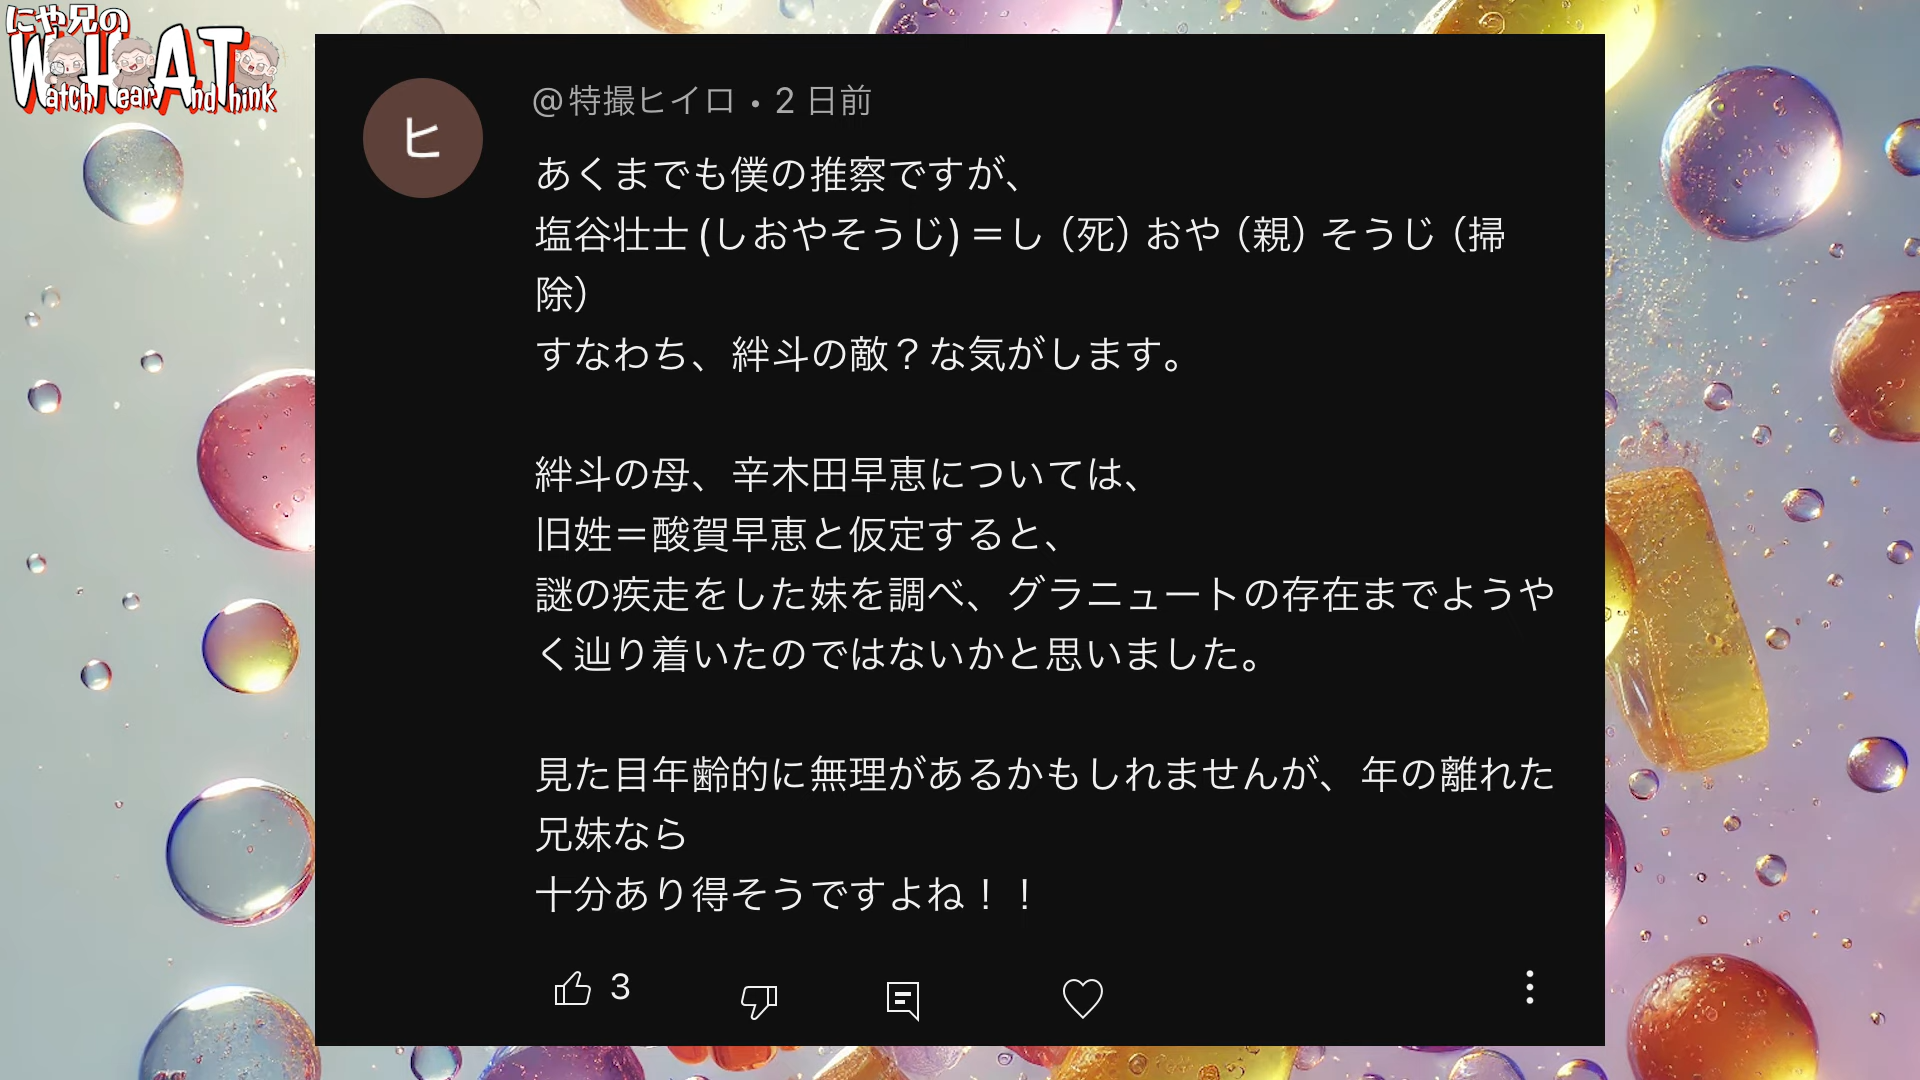 にや兄の
WHAT
Watch Hear And Think
ヒ
@特撮ヒイロ・2 日前
あくまでも僕の推察ですが、
塩谷壮士 (しおやそうじ) ＝し（死）おや（親）そうじ（掃
除）
すなわち、絆斗の敵？な気がします。
絆斗の母、辛木田早恵については、
旧姓＝酸賀早恵と仮定すると、
謎の疾走をした妹を調べ、グラニュートの存在までようや
く辿り着いたのではないかと思いました。
見た目年齢的に無理があるかもしれませんが、年の離れた
兄妹なら
十分あり得そうですよね！！
3